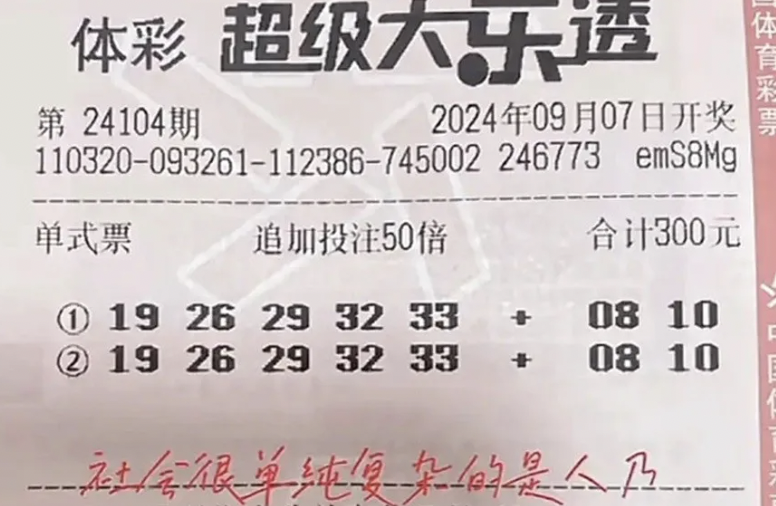 体彩 超级大乐透
第 24104期 2024年09月07日开奖
110320-093261-112386-745002 246773 emS8Mg
单式票 追加投注50倍 合计300元
① 19 26 29 32 33 + 08 10
② 19 26 29 32 33 + 08 10
社会很单纯复杂的是人乃
体育彩票